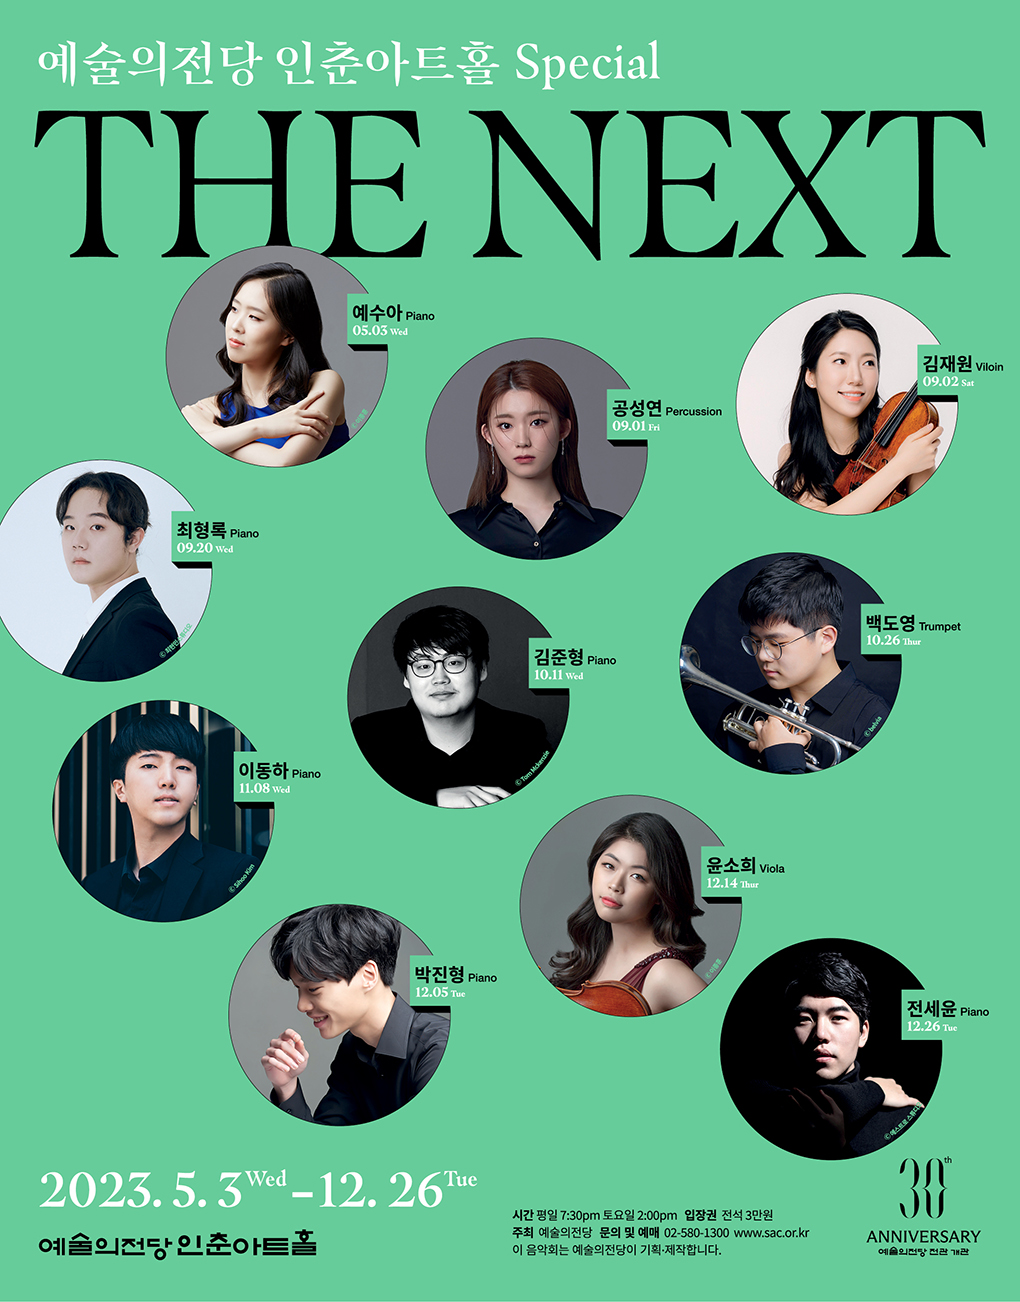 예술의전당 인춘아트홀 Special
THE NEXT
예수아 Piano
05.03 Wed
김재원 Viloin
09.02 Sat
공성연 Percussion
09.01 Fri
최형록 Piano
09.20 Wed
백도영 Trumpet
10.26 Thur
© belvita
김준형 Piano
10.11 Wed
© Tom Mckenzie
이동하 Piano
11.08 Wed
© Sihoo Kim
윤소희 Viola
12.14 Thur
박진형 Piano
12.05 Tue
전세윤 Piano
12.26 Tue
2023. 5. 3 Wed – 12. 26 Tue
예술의전당 인춘아트홀
시간 평일 7:30pm 토요일 2:00pm 입장권 전석 3만원
주최 예술의전당 문의 및 예매 02-580-1300 www.sac.or.kr
이 음악회는 예술의전당이 기획·제작합니다.
30th
ANNIVERSARY
예술의전당 전관 개관